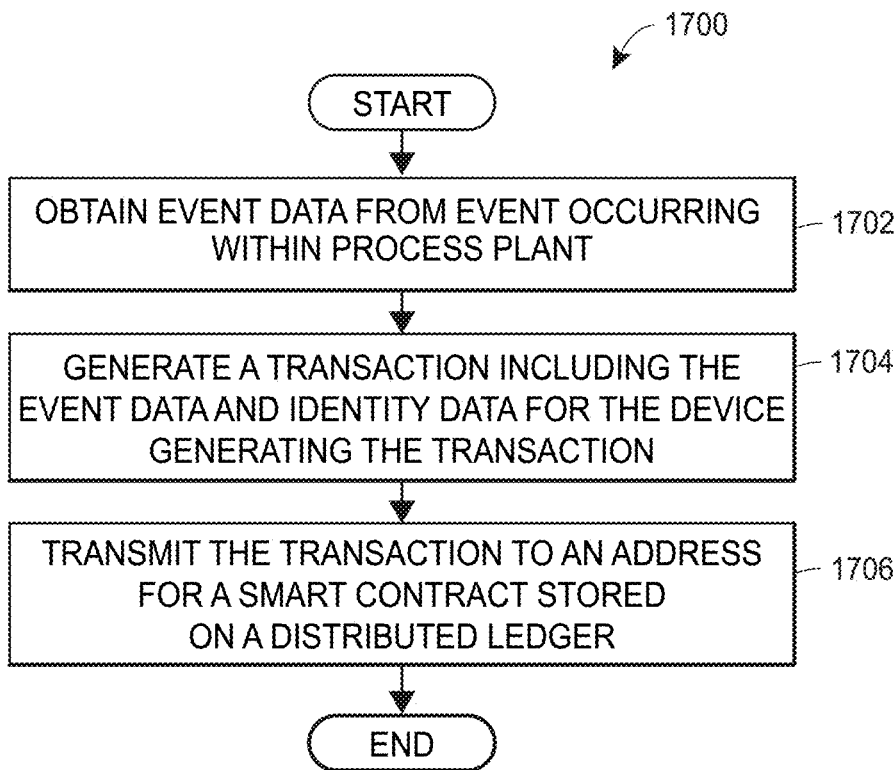 1700
START
OBTAIN EVENT DATA FROM EVENT OCCURRING
WITHIN PROCESS PLANT
1702
GENERATE A TRANSACTION INCLUDING THE
EVENT DATA AND IDENTITY DATA FOR THE DEVICE
GENERATING THE TRANSACTION
1704
TRANSMIT THE TRANSACTION TO AN ADDRESS
FOR A SMART CONTRACT STORED
ON A DISTRIBUTED LEDGER
1706
END